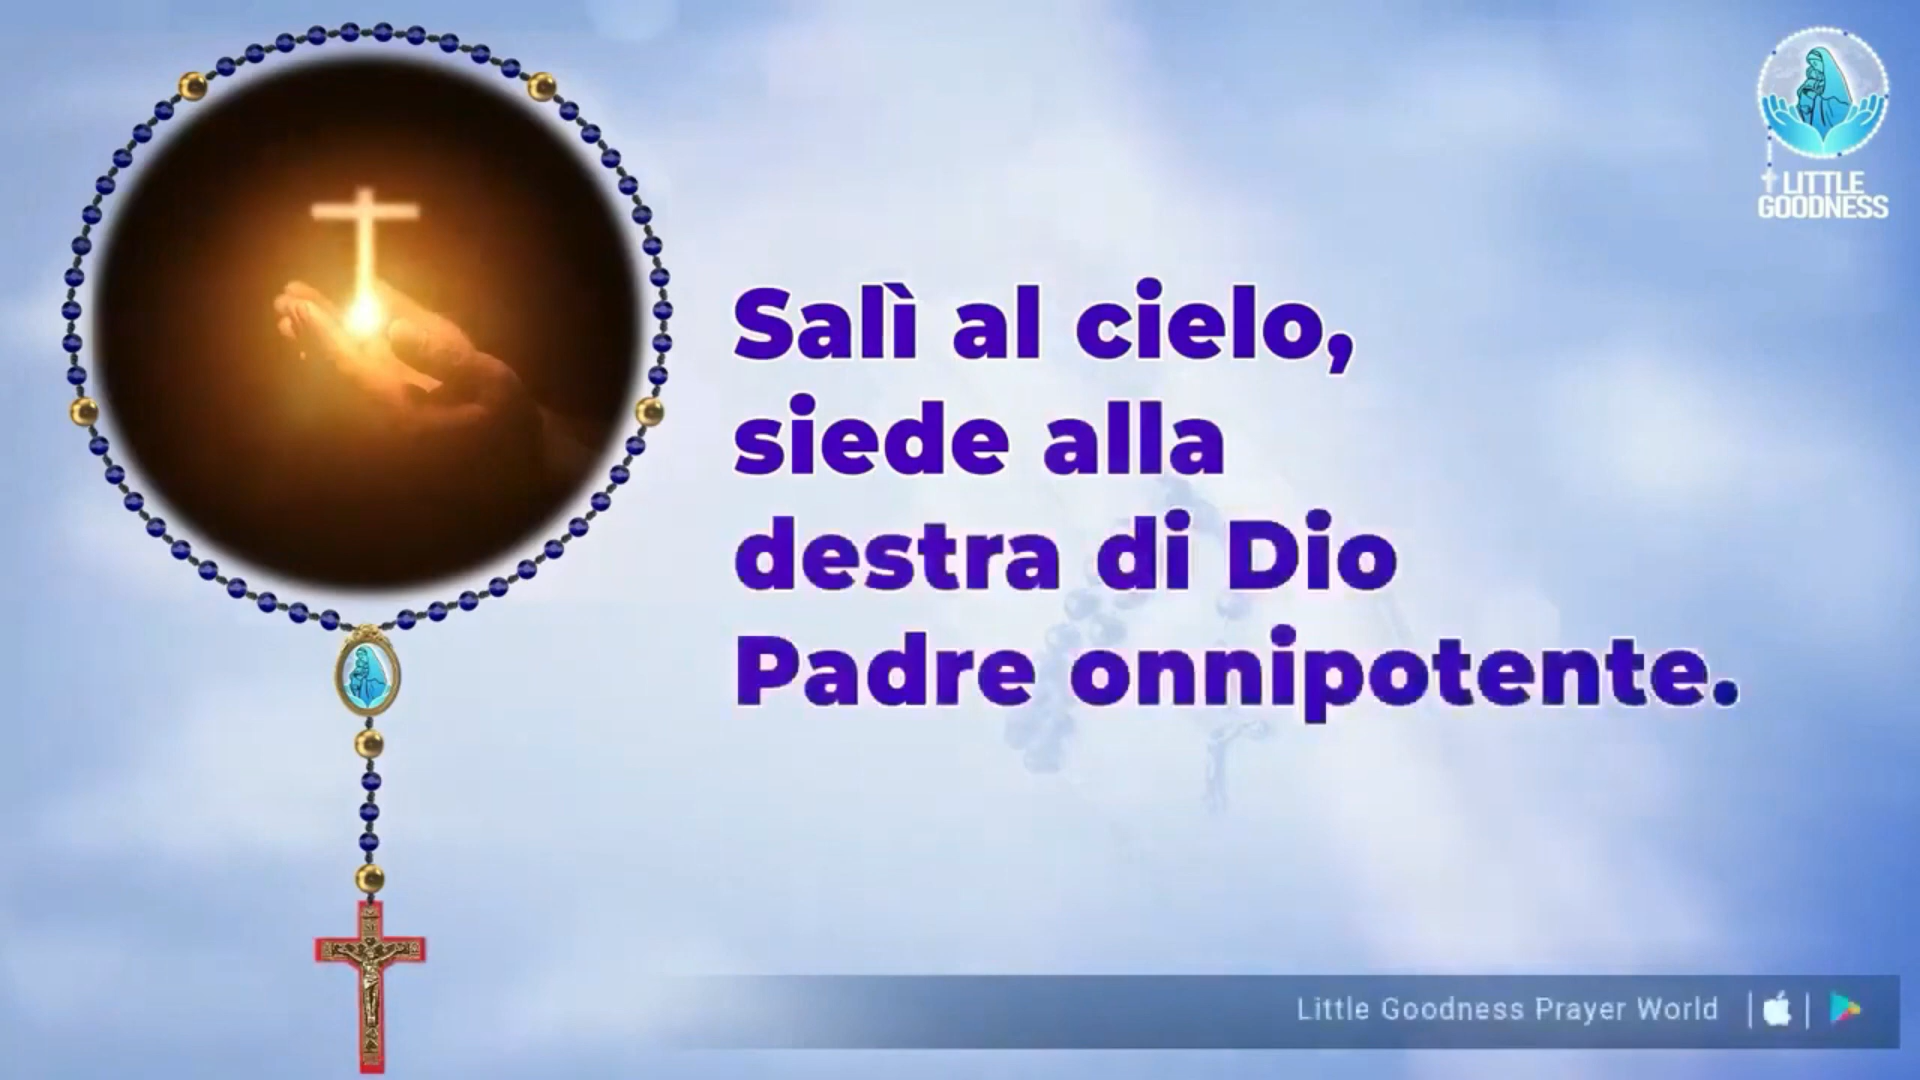 LITTLE
GOODNESS
Salì al cielo,
siede alla
destra di Dio
Padre onnipotente.
Little Goodness Prayer World